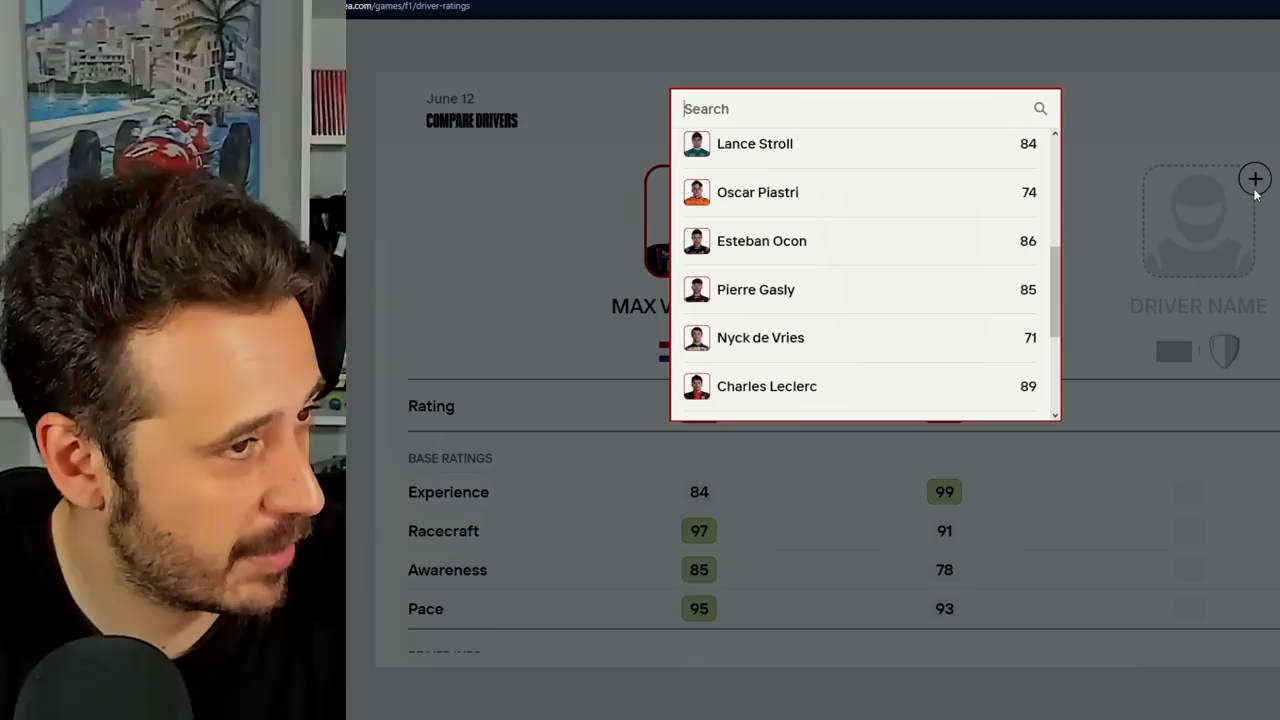 ea.com/games/f1/driver-ratings
June 12
COMPARE DRIVERS
Search
Lance Stroll 84
Oscar Piastri 74
Esteban Ocon 86
Pierre Gasly 85
Nyck de Vries 71
Charles Leclerc 89
MAX V
DRIVER NAME
Rating
BASE RATINGS
Experience 84 99
Racecraft 97 91
Awareness 85 78
Pace 95 93